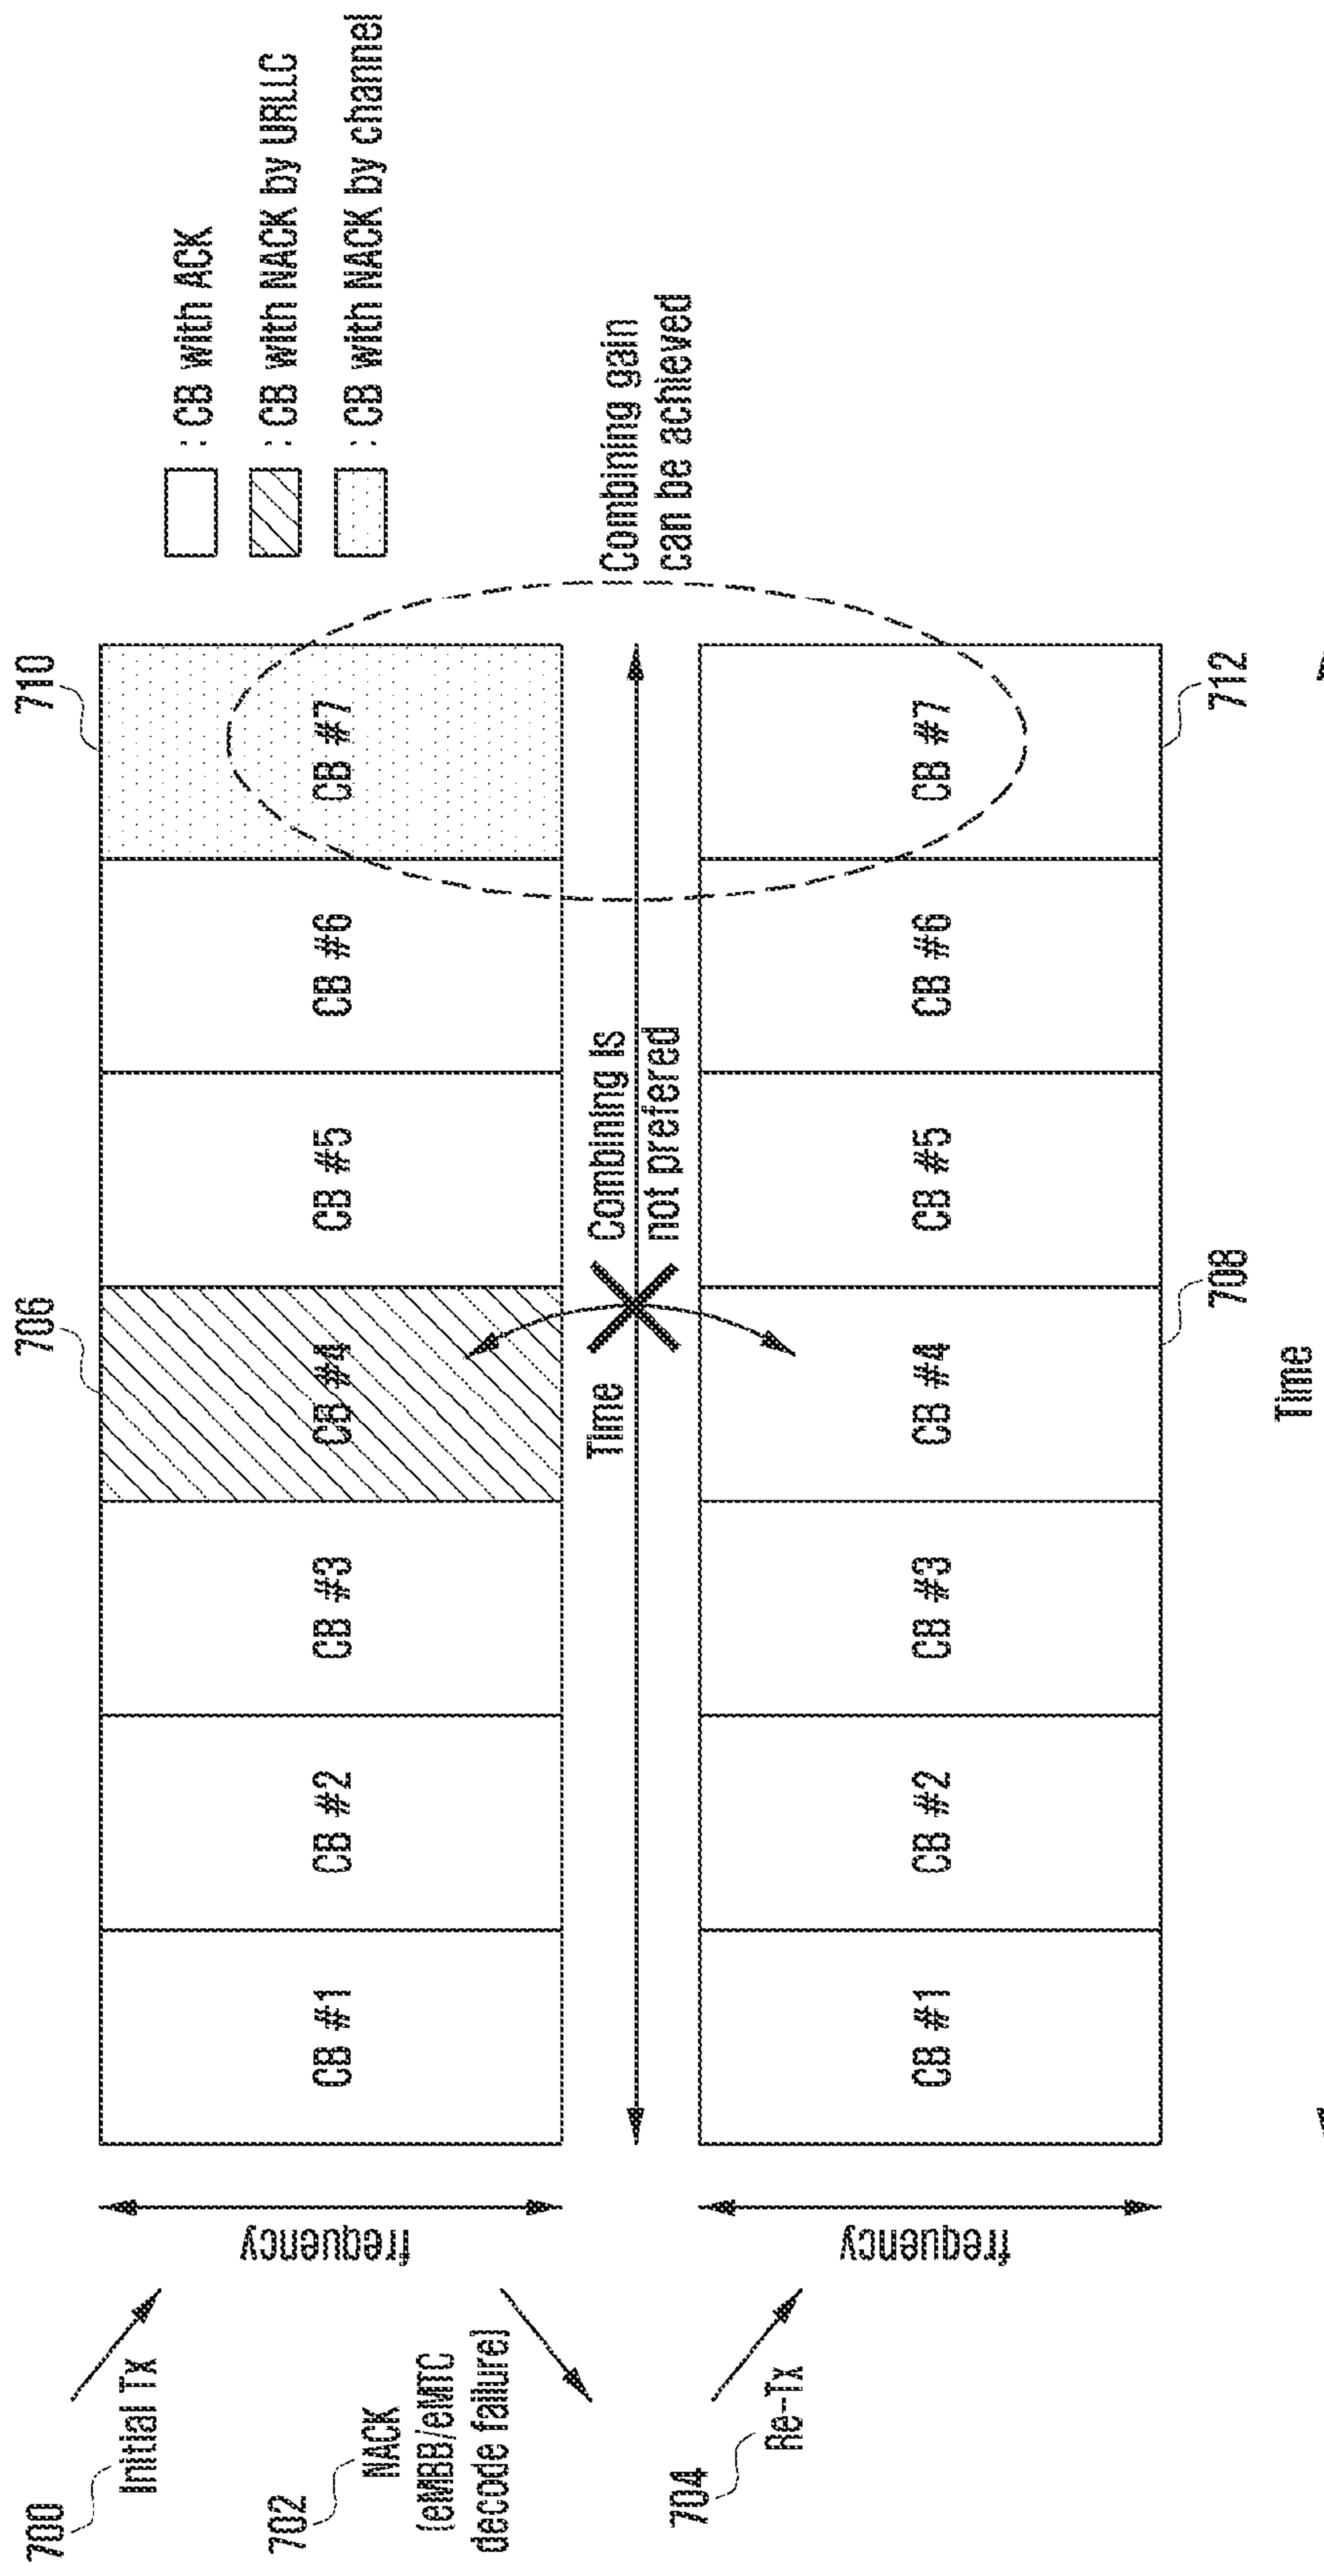 700
Initial Tx
702
NACK
(eMBB/eMTC
decode failure)
704
Re-Tx
706
710
: CB with ACK
: CB with NACK by URLLC
: CB with NACK by channel
frequency
CB #1
CB #2
CB #3
CB #4
CB #5
CB #6
CB #7
Time
Combining is
not prefered
Combining gain
can be achieved
frequency
CB #1
CB #2
CB #3
CB #4
CB #5
CB #6
CB #7
708
712
Time